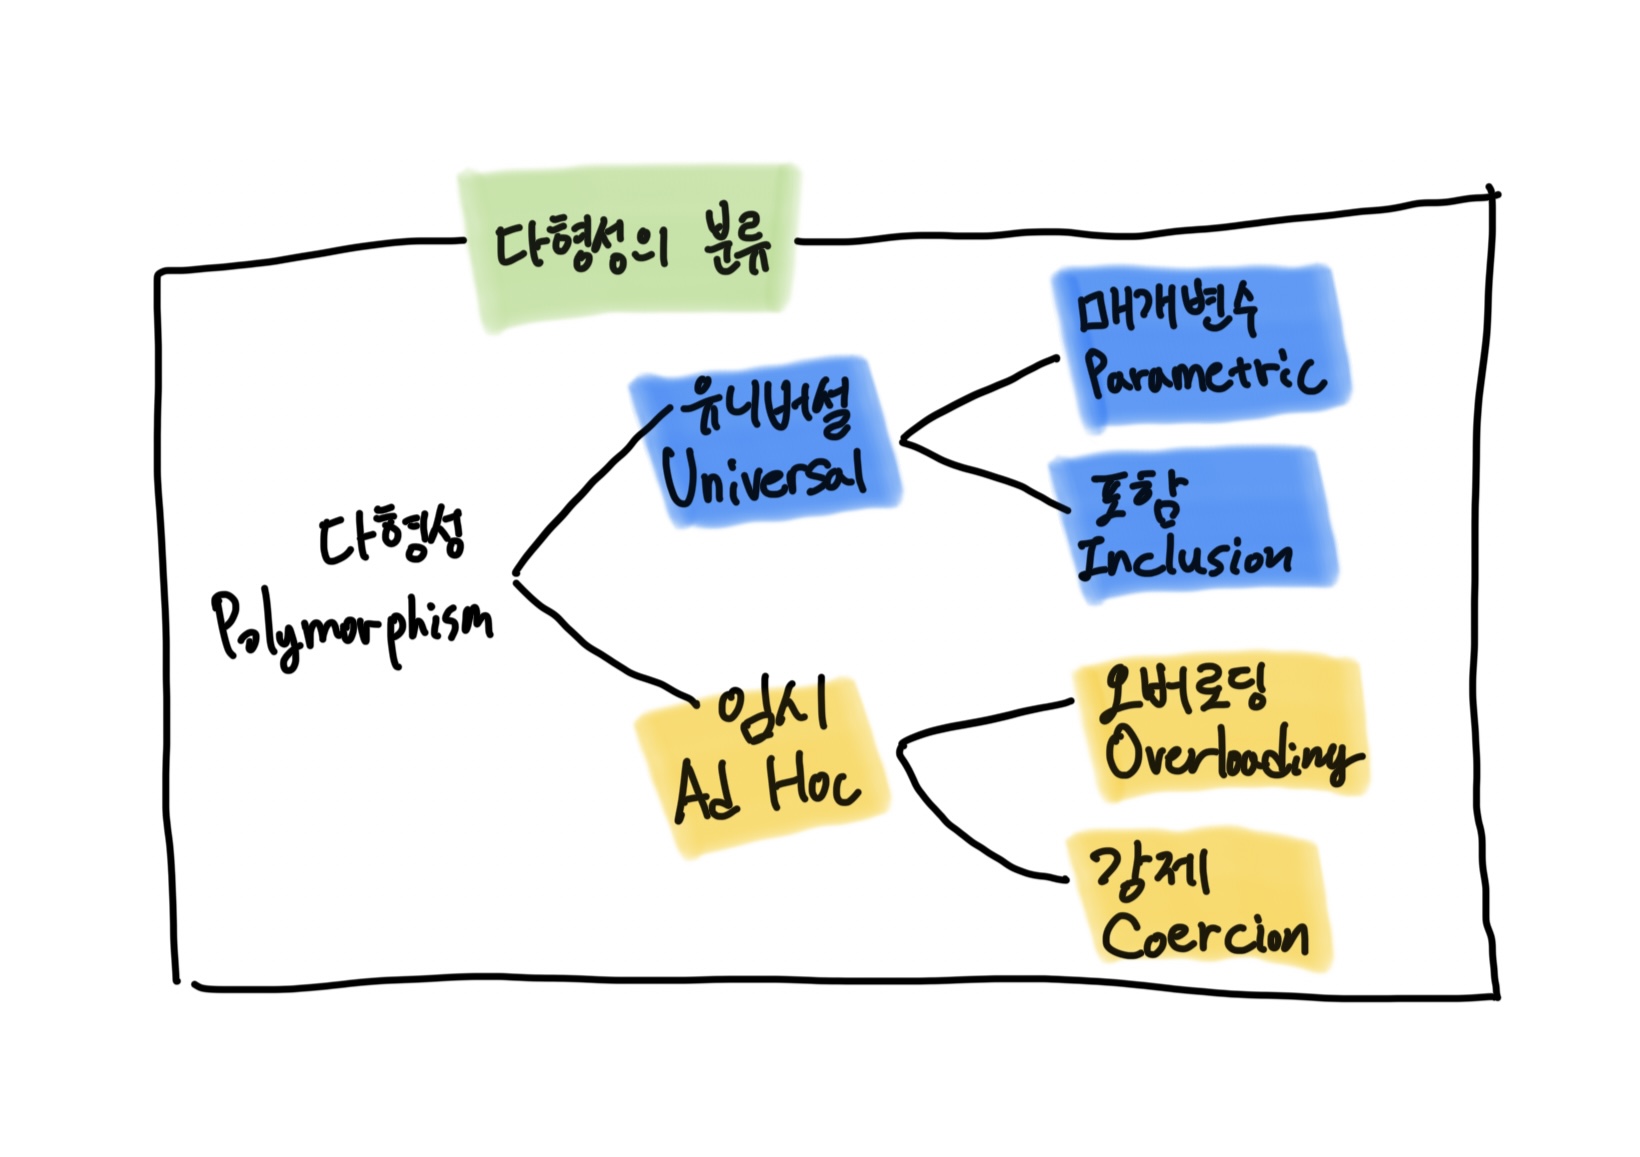 다형성의 분류
다형성
Polymorphism
유니버설
Universal
매개변수
Parametric
포함
Inclusion
임시
Ad Hoc
오버로딩
Overloading
강제
Coercion